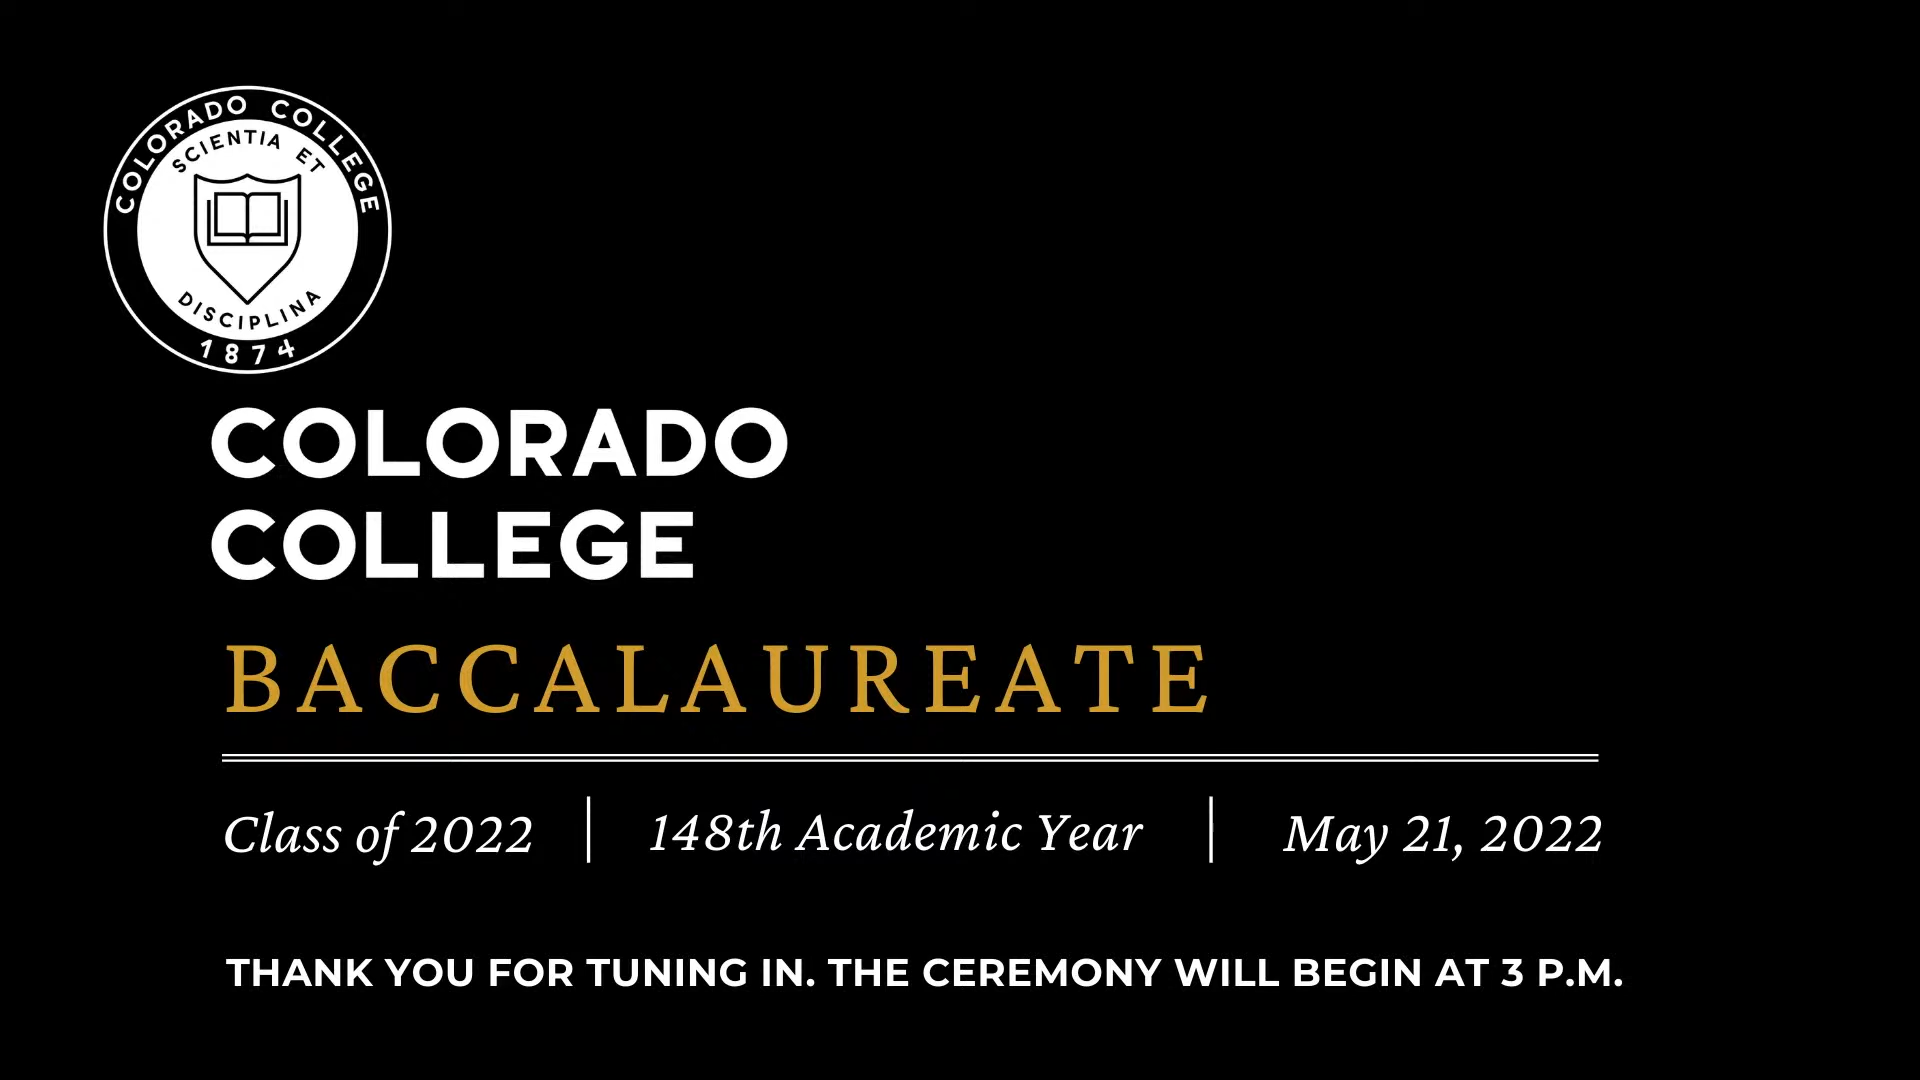 COLORADO COLLEGE
SCIENTIA ET
DISCIPLINA
1874
COLORADO
COLLEGE
BACCALAUREATE
Class of 2022 | 148th Academic Year | May 21, 2022
THANK YOU FOR TUNING IN. THE CEREMONY WILL BEGIN AT 3 P.M.